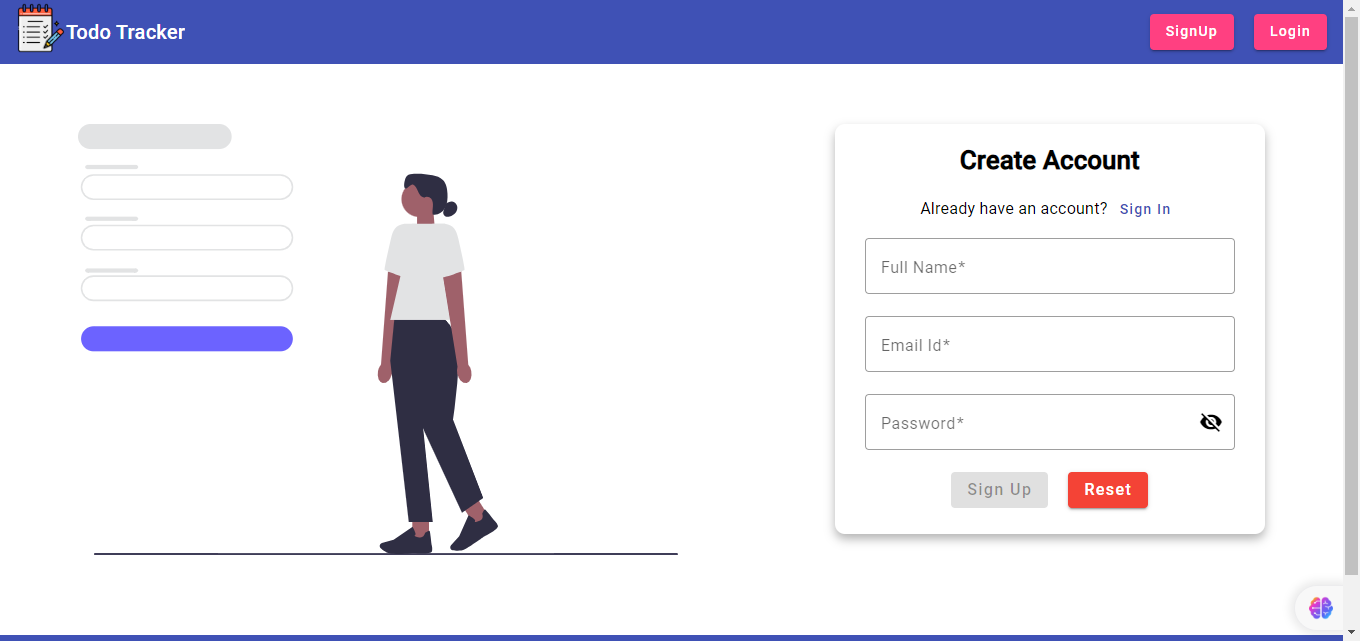 Todo Tracker
SignUp
Login
Create Account
Already have an account? Sign In
Full Name*
Email Id*
Password*
Sign Up
Reset